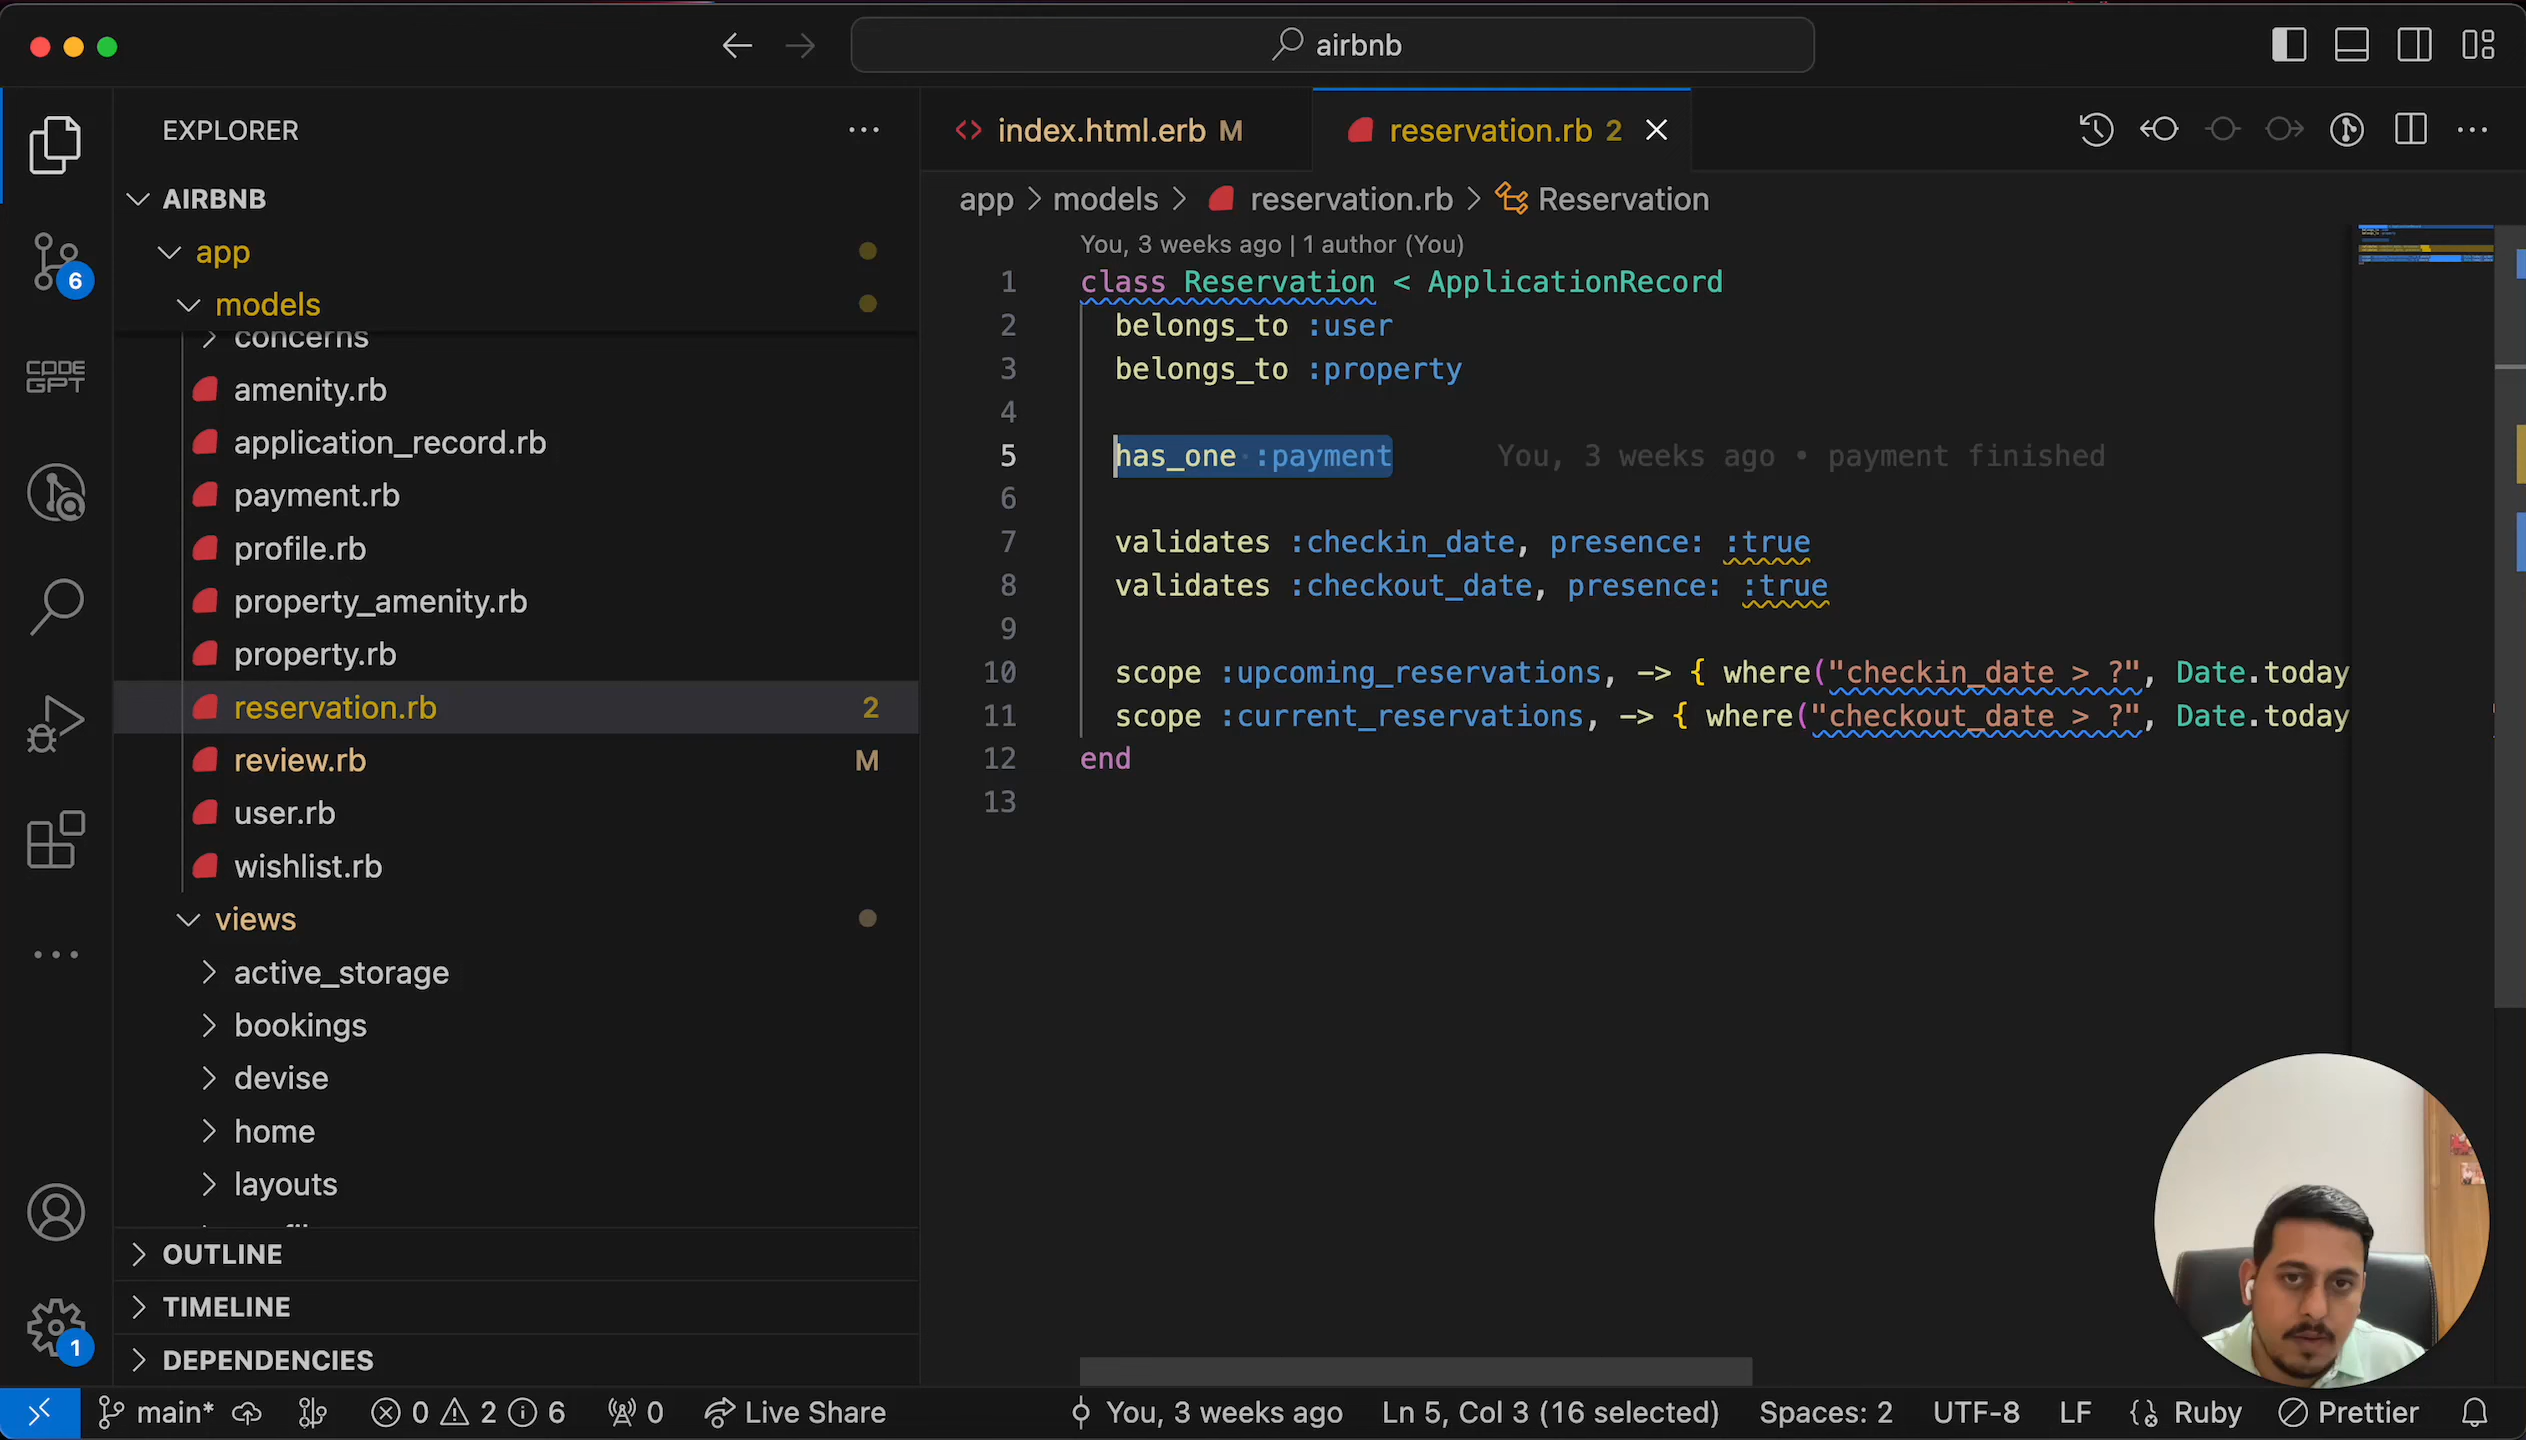 airbnb
EXPLORER
AIRBNB
app
models
concerns
amenity.rb
application_record.rb
payment.rb
profile.rb
property_amenity.rb
property.rb
reservation.rb 2
review.rb M
user.rb
wishlist.rb
views
active_storage
bookings
devise
home
layouts
OUTLINE
TIMELINE
DEPENDENCIES
CODE
GPT
6
1
index.html.erb M
reservation.rb 2
app > models > reservation.rb > Reservation
You, 3 weeks ago | 1 author (You)
1 class Reservation < ApplicationRecord
2 belongs_to :user
3 belongs_to :property
4
5 has_one :payment You, 3 weeks ago • payment finished
6
7 validates :checkin_date, presence: :true
8 validates :checkout_date, presence: :true
9
10 scope :upcoming_reservations, -> { where("checkin_date > ?", Date.today
11 scope :current_reservations, -> { where("checkout_date > ?", Date.today
12 end
13
main* 0 2 6 0 Live Share You, 3 weeks ago Ln 5, Col 3 (16 selected) Spaces: 2 UTF-8 LF Ruby Prettier